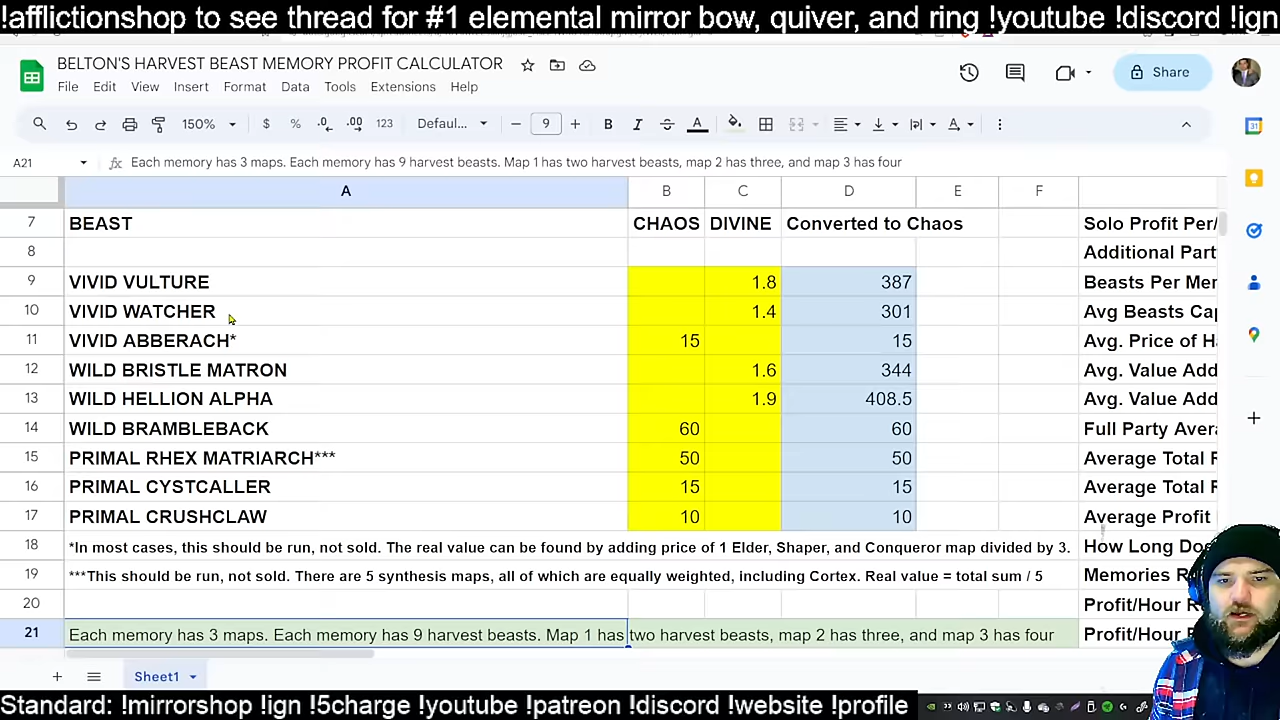 !afflictionshop to see thread for #1 elemental mirror bow, quiver, and ring !youtube !discord !ign
BELTON'S HARVEST BEAST MEMORY PROFIT CALCULATOR
File Edit View Insert Format Data Tools Extensions Help
Share
150% $ % .0 .00 123 Defaul... − 9 + B I A
A21 fx Each memory has 3 maps. Each memory has 9 harvest beasts. Map 1 has two harvest beasts, map 2 has three, and map 3 has four
A B C D E F
7 BEAST CHAOS DIVINE Converted to Chaos Solo Profit Per/
8 Additional Part
9 VIVID VULTURE 1.8 387 Beasts Per Mer
10 VIVID WATCHER 1.4 301 Avg Beasts Cap
11 VIVID ABBERACH* 15 15 Avg. Price of Ha
12 WILD BRISTLE MATRON 1.6 344 Avg. Value Add
13 WILD HELLION ALPHA 1.9 408.5 Avg. Value Add
14 WILD BRAMBLEBACK 60 60 Full Party Avera
15 PRIMAL RHEX MATRIARCH*** 50 50 Average Total F
16 PRIMAL CYSTCALLER 15 15 Average Total F
17 PRIMAL CRUSHCLAW 10 10 Average Profit
18 *In most cases, this should be run, not sold. The real value can be found by adding price of 1 Elder, Shaper, and Conqueror map divided by 3. How Long Doe
19 ***This should be run, not sold. There are 5 synthesis maps, all of which are equally weighted, including Cortex. Real value = total sum / 5 Memories R
20 Profit/Hour R
21 Each memory has 3 maps. Each memory has 9 harvest beasts. Map 1 has two harvest beasts, map 2 has three, and map 3 has four Profit/Hour
+ Sheet1
Standard: !mirrorshop !ign !5charge !youtube !patreon !discord !website !profile